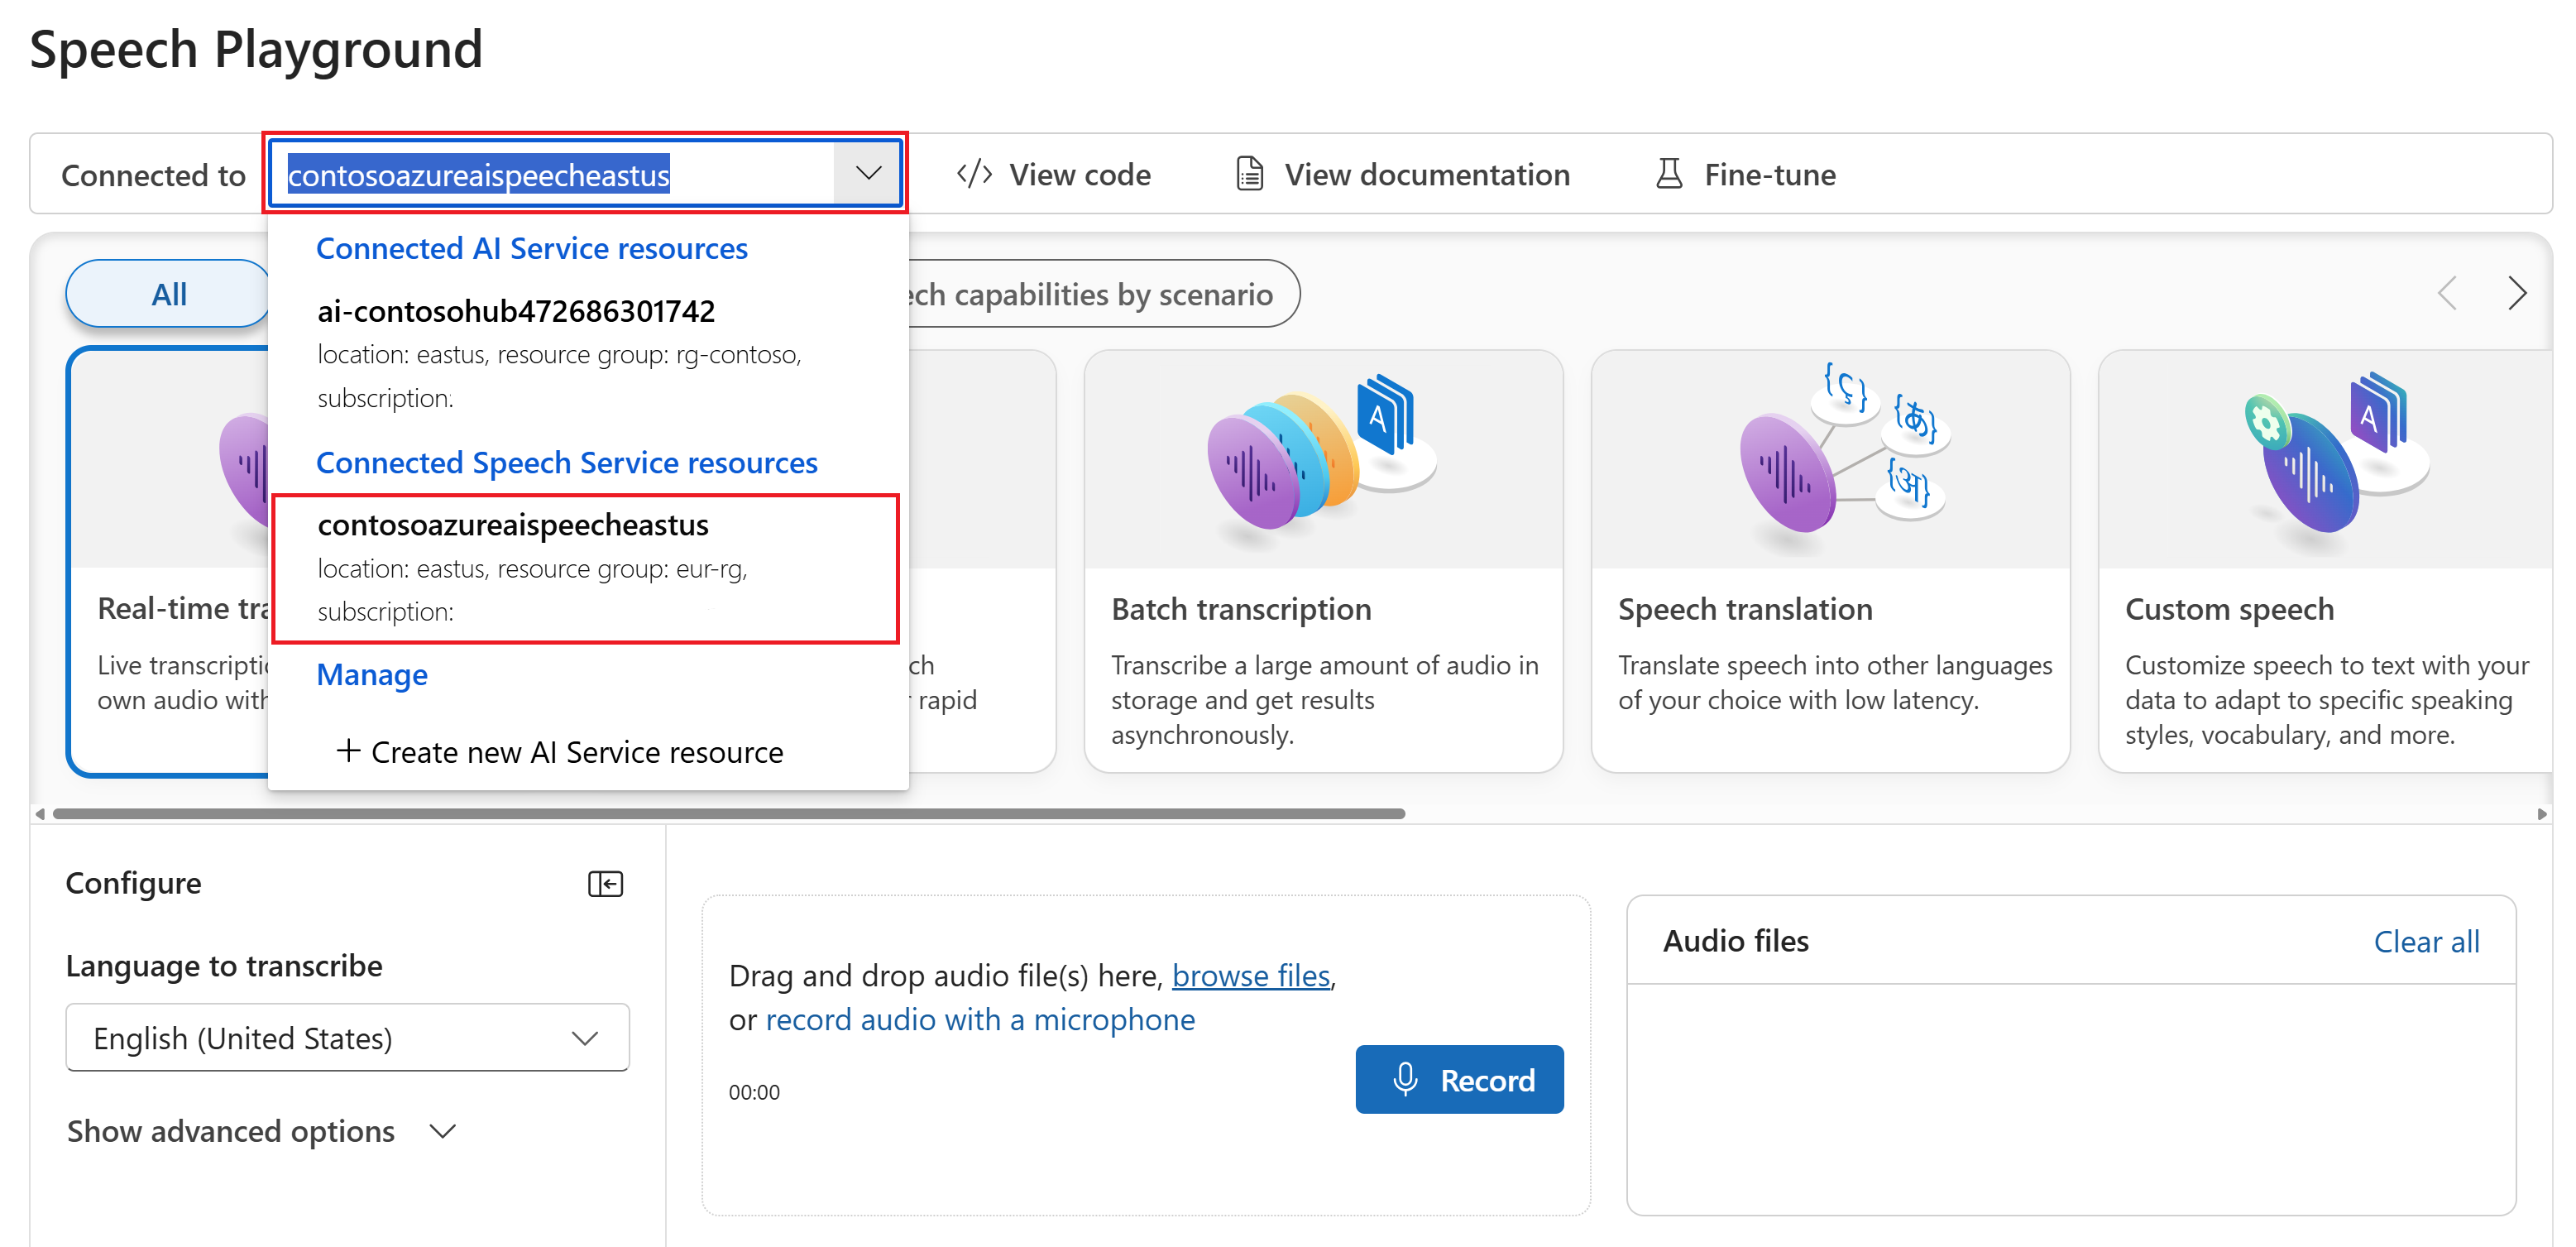 Speech Playground
Connected to
contosoazureaispeecheastus
View code
View documentation
Fine-tune
Connected AI Service resources
ai-contosohub472686301742
location: eastus, resource group: rg-contoso,
subscription:
Connected Speech Service resources
contosoazureaispeecheastus
location: eastus, resource group: eur-rg,
subscription:
Manage
+ Create new AI Service resource
All
capabilities by scenario
Real-time
Live
own audio
rapid
A
Batch transcription
Transcribe a large amount of audio in
storage and get results
asynchronously.
{ç}
{あ}
{अ}
Speech translation
Translate speech into other languages
of your choice with low latency.
A
Custom speech
Customize speech to text with your
data to adapt to specific speaking
styles, vocabulary, and more.
Configure
Language to transcribe
English (United States)
Show advanced options
Drag and drop audio file(s) here, browse files,
or record audio with a microphone
00:00
Record
Audio files
Clear all